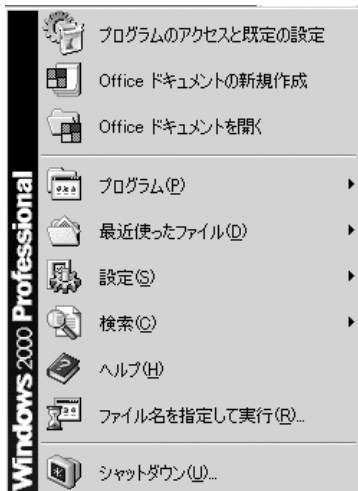 プログラムのアクセスと既定の設定
Office ドキュメントの新規作成
Office ドキュメントを開く
プログラム(P)
最近使ったファイル(D)
設定(S)
検索(C)
ヘルプ(H)
ファイル名を指定して実行(R)...
シャットダウン(U)...
Windows 2000 Professional